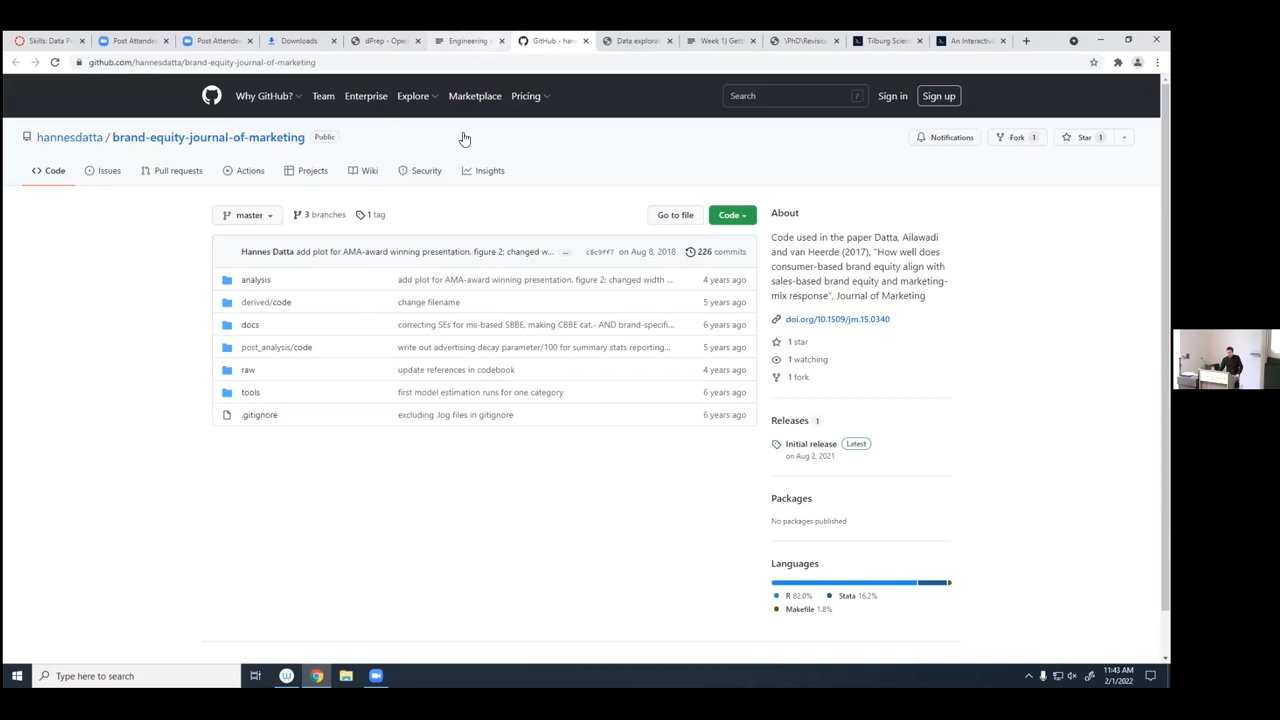 Skills: Data P
Post Attende
Post Attende
Downloads
dPrep - Ope
Engineering
GitHub - han
Data explora
Week 1) Gett
\PhD\Revision
Tilburg Scien
An Interactiv
github.com/hannesdatta/brand-equity-journal-of-marketing
Why GitHub? Team Enterprise Explore Marketplace Pricing
Search /
Sign in Sign up
hannesdatta / brand-equity-journal-of-marketing Public
Notifications Fork 1 Star 1
Code Issues Pull requests Actions Projects Wiki Security Insights
master 3 branches 1 tag Go to file Code
Hannes Datta add plot for AMA-award winning presentation, figure 2: changed w... ... c8c9ff7 on Aug 8, 2018 226 commits
analysis add plot for AMA-award winning presentation, figure 2: changed width ... 4 years ago
derived/code change filename 5 years ago
docs correcting SEs for ms-based SBBE, making CBBE cat.- AND brand-specifi... 6 years ago
post_analysis/code write out advertising decay parameter/100 for summary stats reporting... 5 years ago
raw update references in codebook 4 years ago
tools first model estimation runs for one category 6 years ago
.gitignore excluding .log files in gitignore 6 years ago
About
Code used in the paper Datta, Ailawadi
and van Heerde (2017), "How well does
consumer-based brand equity align with
sales-based brand equity and marketing-
mix response", Journal of Marketing
doi.org/10.1509/jm.15.0340
1 star
1 watching
1 fork
Releases 1
Initial release Latest
on Aug 2, 2021
Packages
No packages published
Languages
R 82.0% Stata 16.2%
Makefile 1.8%
Type here to search
11:43 AM
2/1/2022